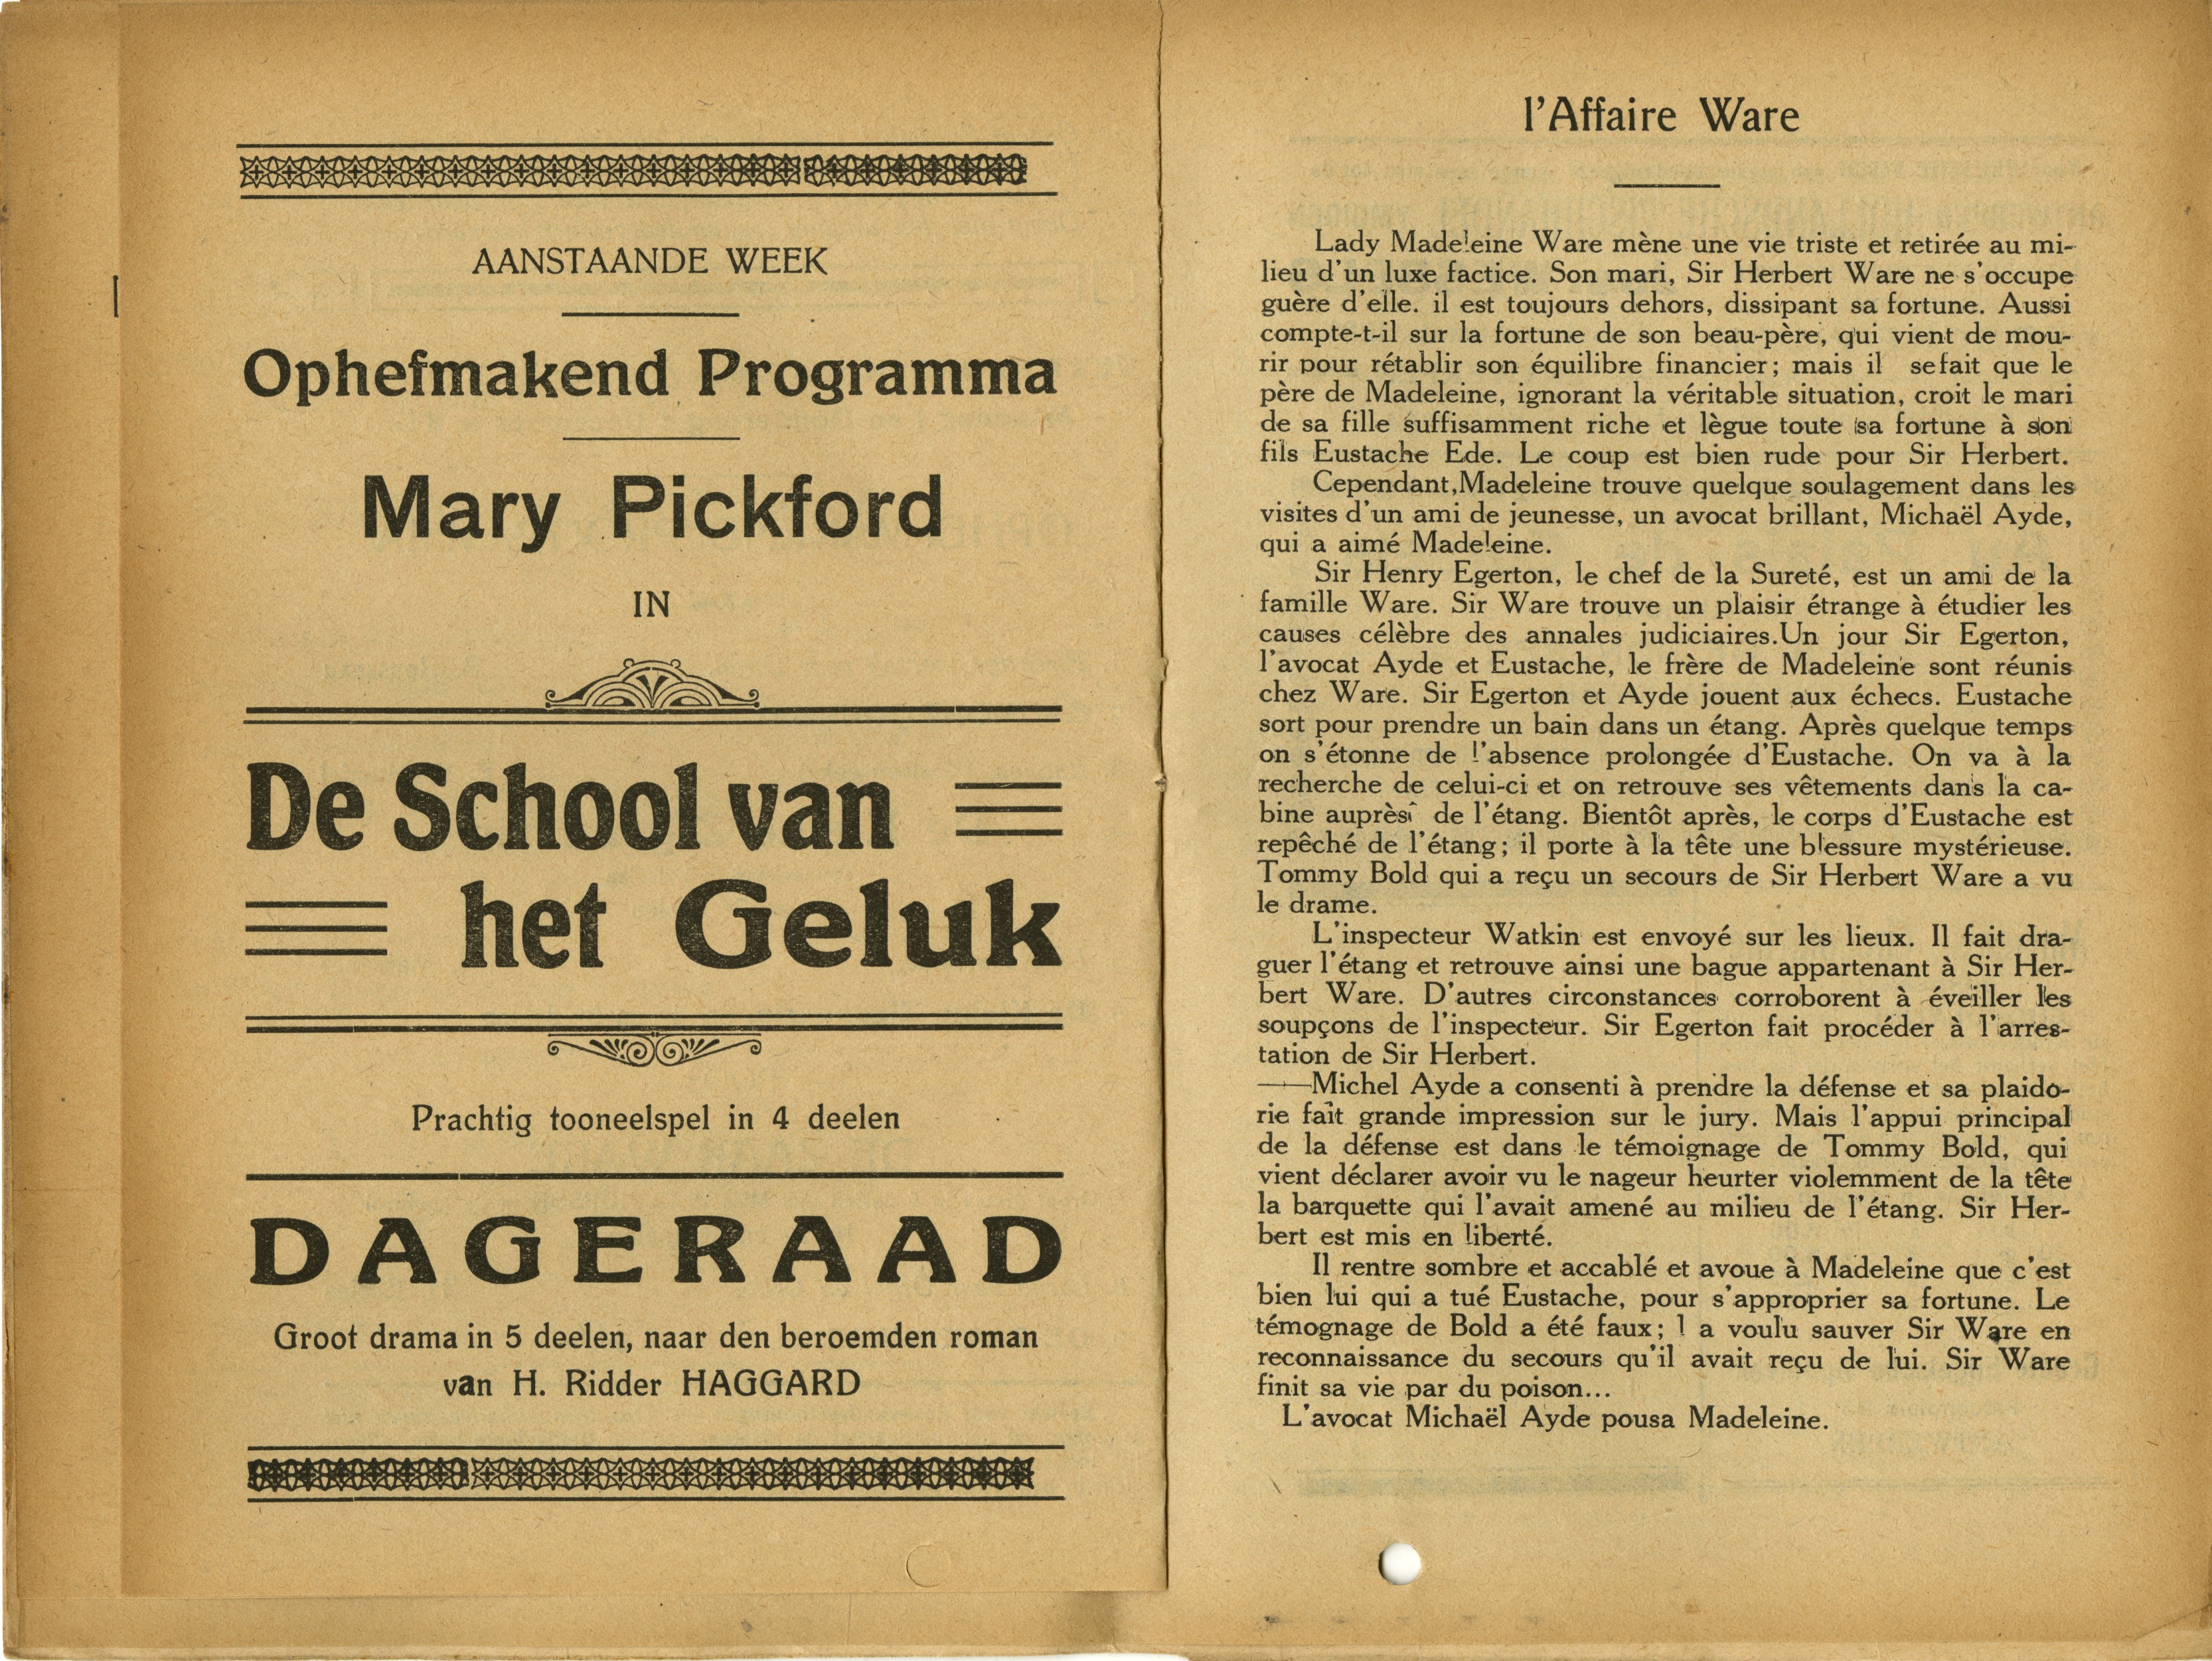 AANSTAANDE WEEK
Ophefmakend Programma
Mary Pickford
IN
De School van
het Geluk
Prachtig tooneelspel in 4 deelen
DAGERAAD
Groot drama in 5 deelen, naar den beroemden roman
van H. Ridder HAGGARD
l'Affaire Ware
Lady Madeleine Ware mène une vie triste et retirée au mi-
lieu d'un luxe factice. Son mari, Sir Herbert Ware ne s'occupe
guère d'elle. il est toujours dehors, dissipant sa fortune. Aussi
compte-t-il sur la fortune de son beau-père, qui vient de mou-
rir pour rétablir son équilibre financier; mais il sefait que le
père de Madeleine, ignorant la véritable situation, croit le mari
de sa fille suffisamment riche et lègue toute sa fortune à son
fils Eustache Ede. Le coup est bien rude pour Sir Herbert.
Cependant,Madeleine trouve quelque soulagement dans les
visites d'un ami de jeunesse, un avocat brillant, Michaël Ayde,
qui a aimé Madeleine.
Sir Henry Egerton, le chef de la Sureté, est un ami de la
famille Ware. Sir Ware trouve un plaisir étrange à étudier les
causes célèbre des annales judiciaires.Un jour Sir Egerton,
l'avocat Ayde et Eustache, le frère de Madeleine sont réunis
chez Ware. Sir Egerton et Ayde jouent aux échecs. Eustache
sort pour prendre un bain dans un étang. Après quelque temps
on s'étonne de l'absence prolongée d'Eustache. On va à la
recherche de celui-ci et on retrouve ses vêtements dans la ca-
bine auprès de l'étang. Bientôt après, le corps d'Eustache est
repêché de l'étang; il porte à la tête une blessure mystérieuse.
Tommy Bold qui a reçu un secours de Sir Herbert Ware a vu
le drame.
L'inspecteur Watkin est envoyé sur les lieux. Il fait dra-
guer l'étang et retrouve ainsi une bague appartenant à Sir Her-
bert Ware. D'autres circonstances corroborent à éveiller les
soupçons de l'inspecteur. Sir Egerton fait procéder à l'arres-
tation de Sir Herbert.
—Michel Ayde a consenti à prendre la défense et sa plaido-
rie fait grande impression sur le jury. Mais l'appui principal
de la défense est dans le témoignage de Tommy Bold, qui
vient déclarer avoir vu le nageur heurter violemment de la tête
la barquette qui l'avait amené au milieu de l'étang. Sir Her-
bert est mis en liberté.
Il rentre sombre et accablé et avoue à Madeleine que c'est
bien lui qui a tué Eustache, pour s'approprier sa fortune. Le
témognage de Bold a été faux; l a voulu sauver Sir Ware en
reconnaissance du secours qu'il avait reçu de lui. Sir Ware
finit sa vie par du poison...
L'avocat Michaël Ayde pousa Madeleine.